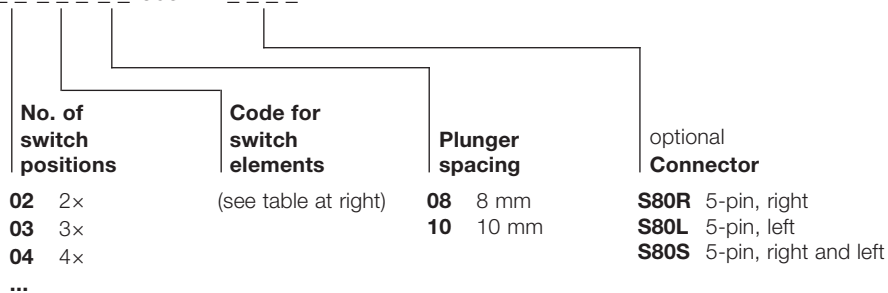 No. of
switch
positions
02 2×
03 3×
04 4×
...
Code for
switch
elements
(see table at right)
Plunger
spacing
08 8 mm
10 10 mm
optional
Connector
S80R 5-pin, right
S80L 5-pin, left
S80S 5-pin, right and left